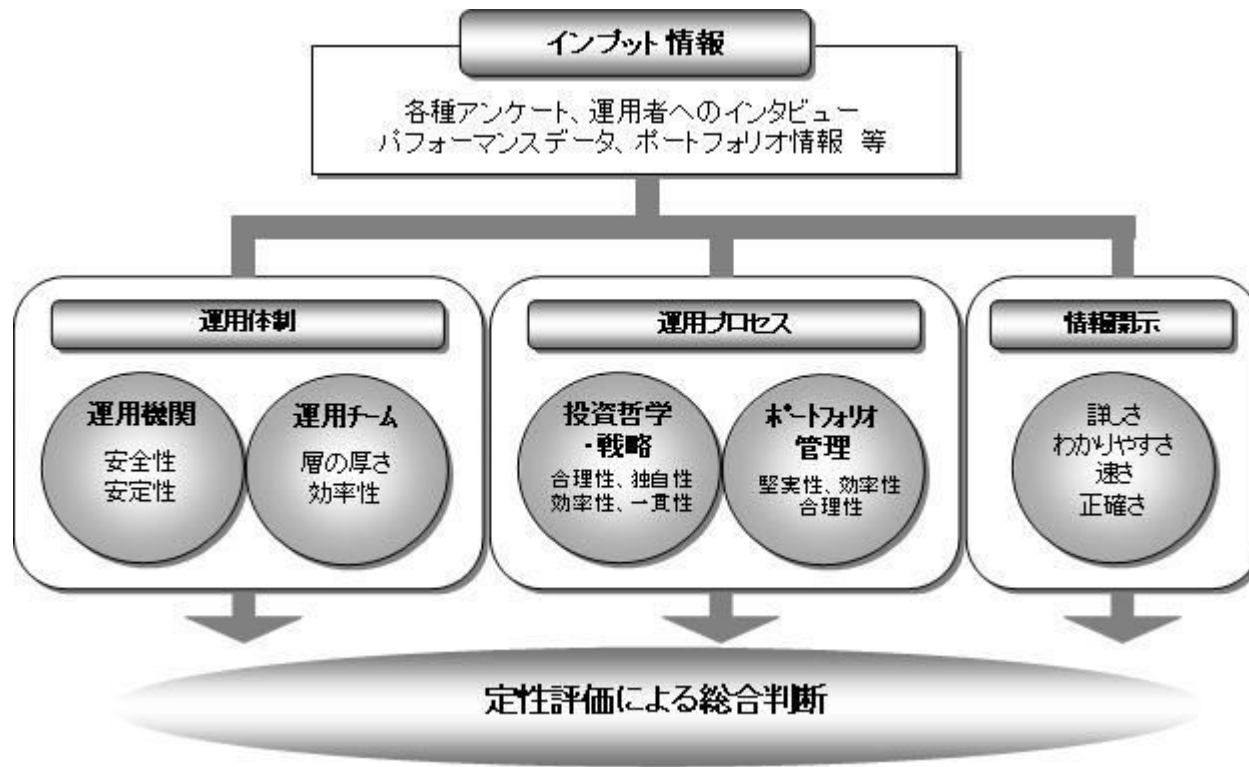 インプット情報
各種アンケート、運用者へのインタビュー
パフォーマンスデータ、ポートフォリオ情報 等
運用体制
運用機関
安全性
安定性
運用チーム
層の厚さ
効率性
運用プロセス
投資哲学
・戦略
合理性、独自性
効率性、一貫性
ポートフォリオ
管理
堅実性、効率性
合理性
情報開示
詳しさ
わかりやすさ
速さ
正確さ
定性評価による総合判断